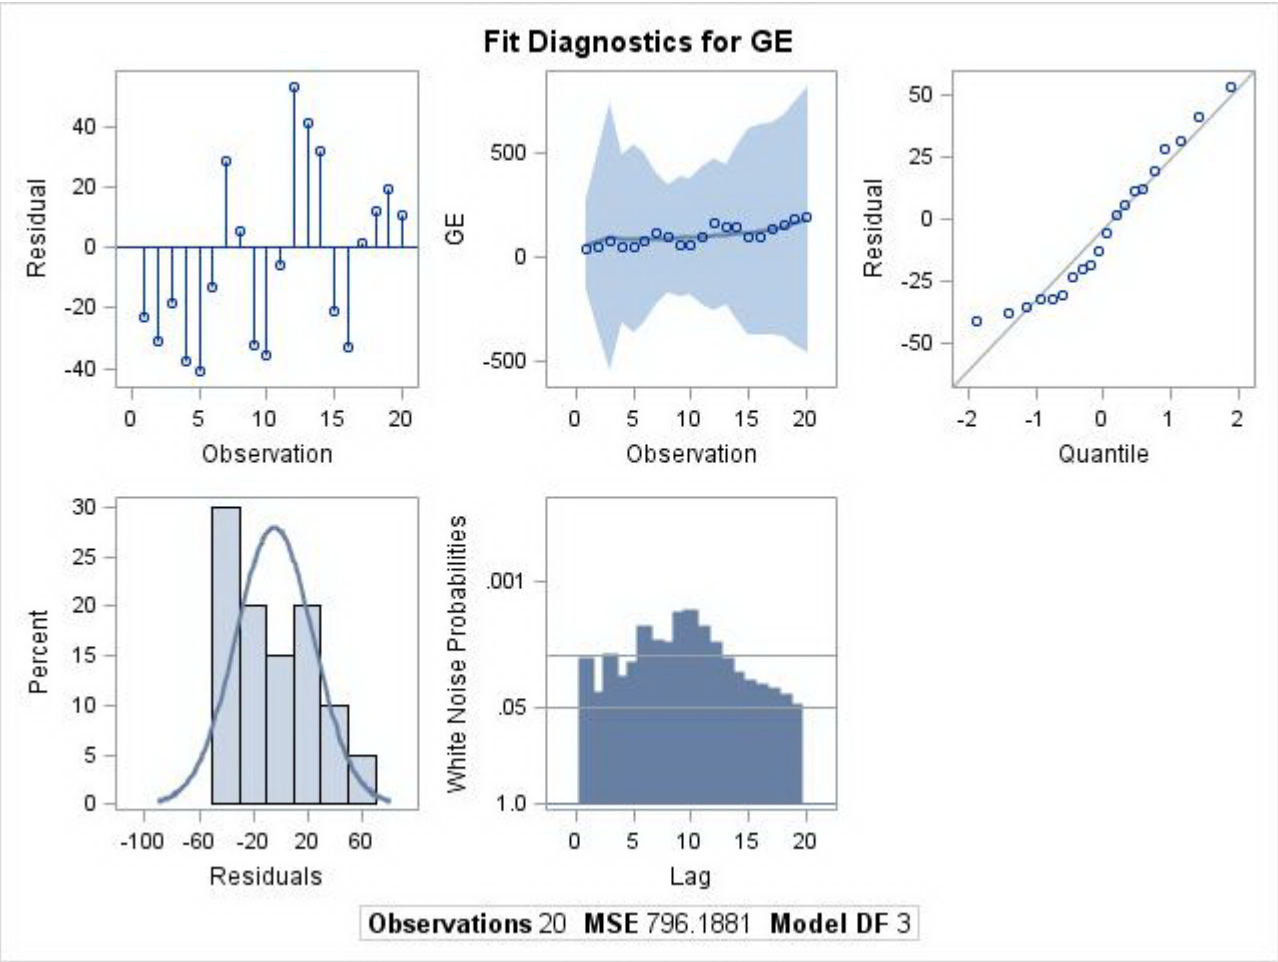 Fit Diagnostics for GE
Residual
40
20
0
-20
-40
0 5 10 15 20
Observation
GE
500
0
-500
0 5 10 15 20
Observation
Residual
50
25
0
-25
-50
-2 -1 0 1 2
Quantile
Percent
30
25
20
15
10
5
0
-100 -60 -20 20 60
Residuals
White Noise Probabilities
.001
.05
1.0
0 5 10 15 20
Lag
Observations 20 MSE 796.1881 Model DF 3